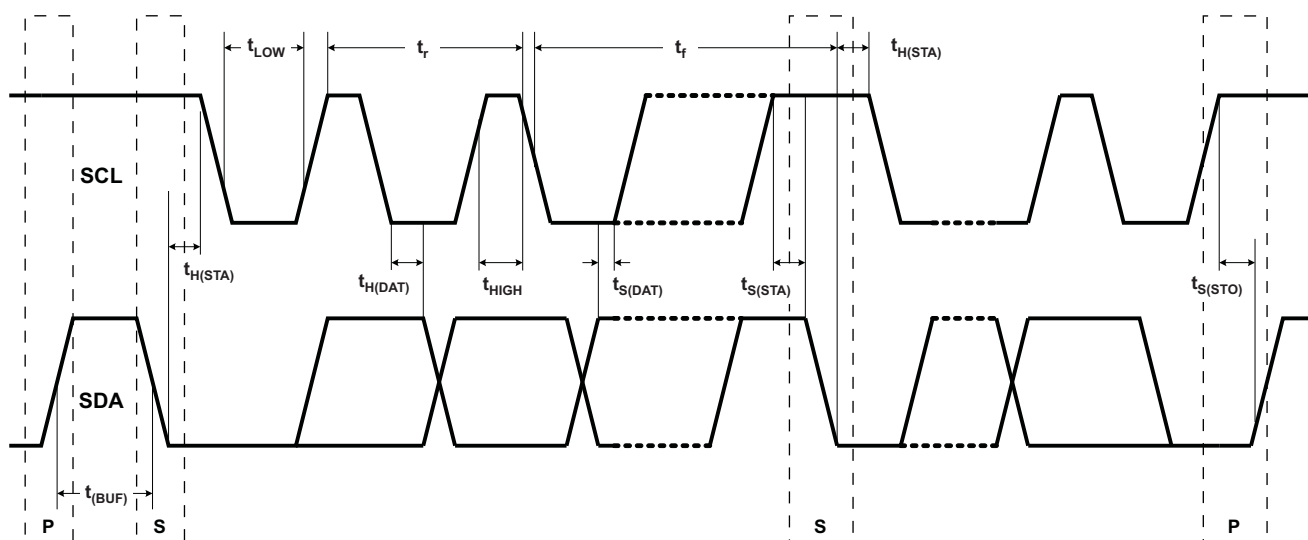 tLOW
tr
tf
tH(STA)
SCL
tH(STA)
tH(DAT)
tHIGH
tS(DAT)
tS(STA)
tS(STO)
SDA
t(BUF)
P
S
S
P